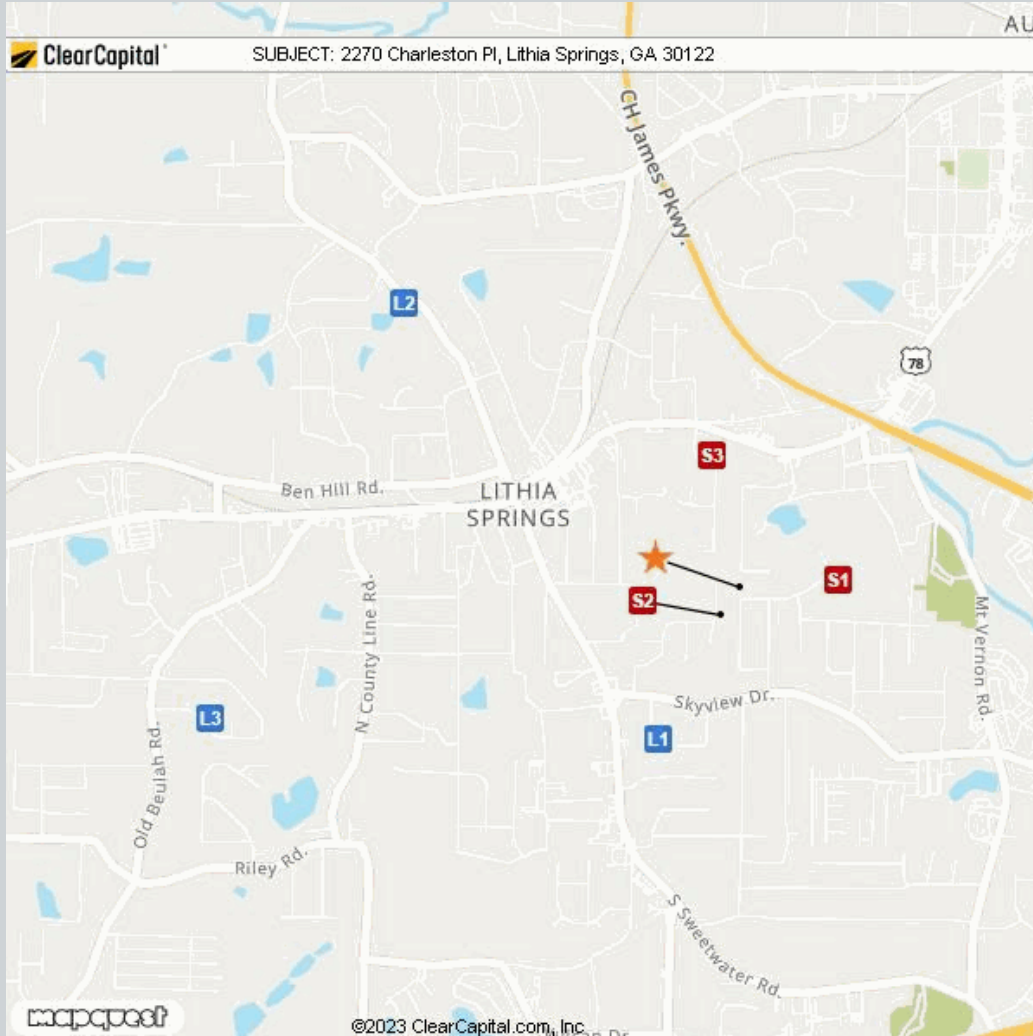 AU
ClearCapital
SUBJECT: 2270 Charleston Pl, Lithia Springs, GA 30122
CH James Pkwy.
L2
78
S3
Ben Hill Rd.
LITHIA
SPRINGS
S1
S2
N County Line Rd.
Mt Vernon Rd.
Skyview Dr.
L3
L1
Old Beulah Rd.
Riley Rd.
S Sweetwater Rd.
mapquest
©2023 ClearCapital.com, Inc.